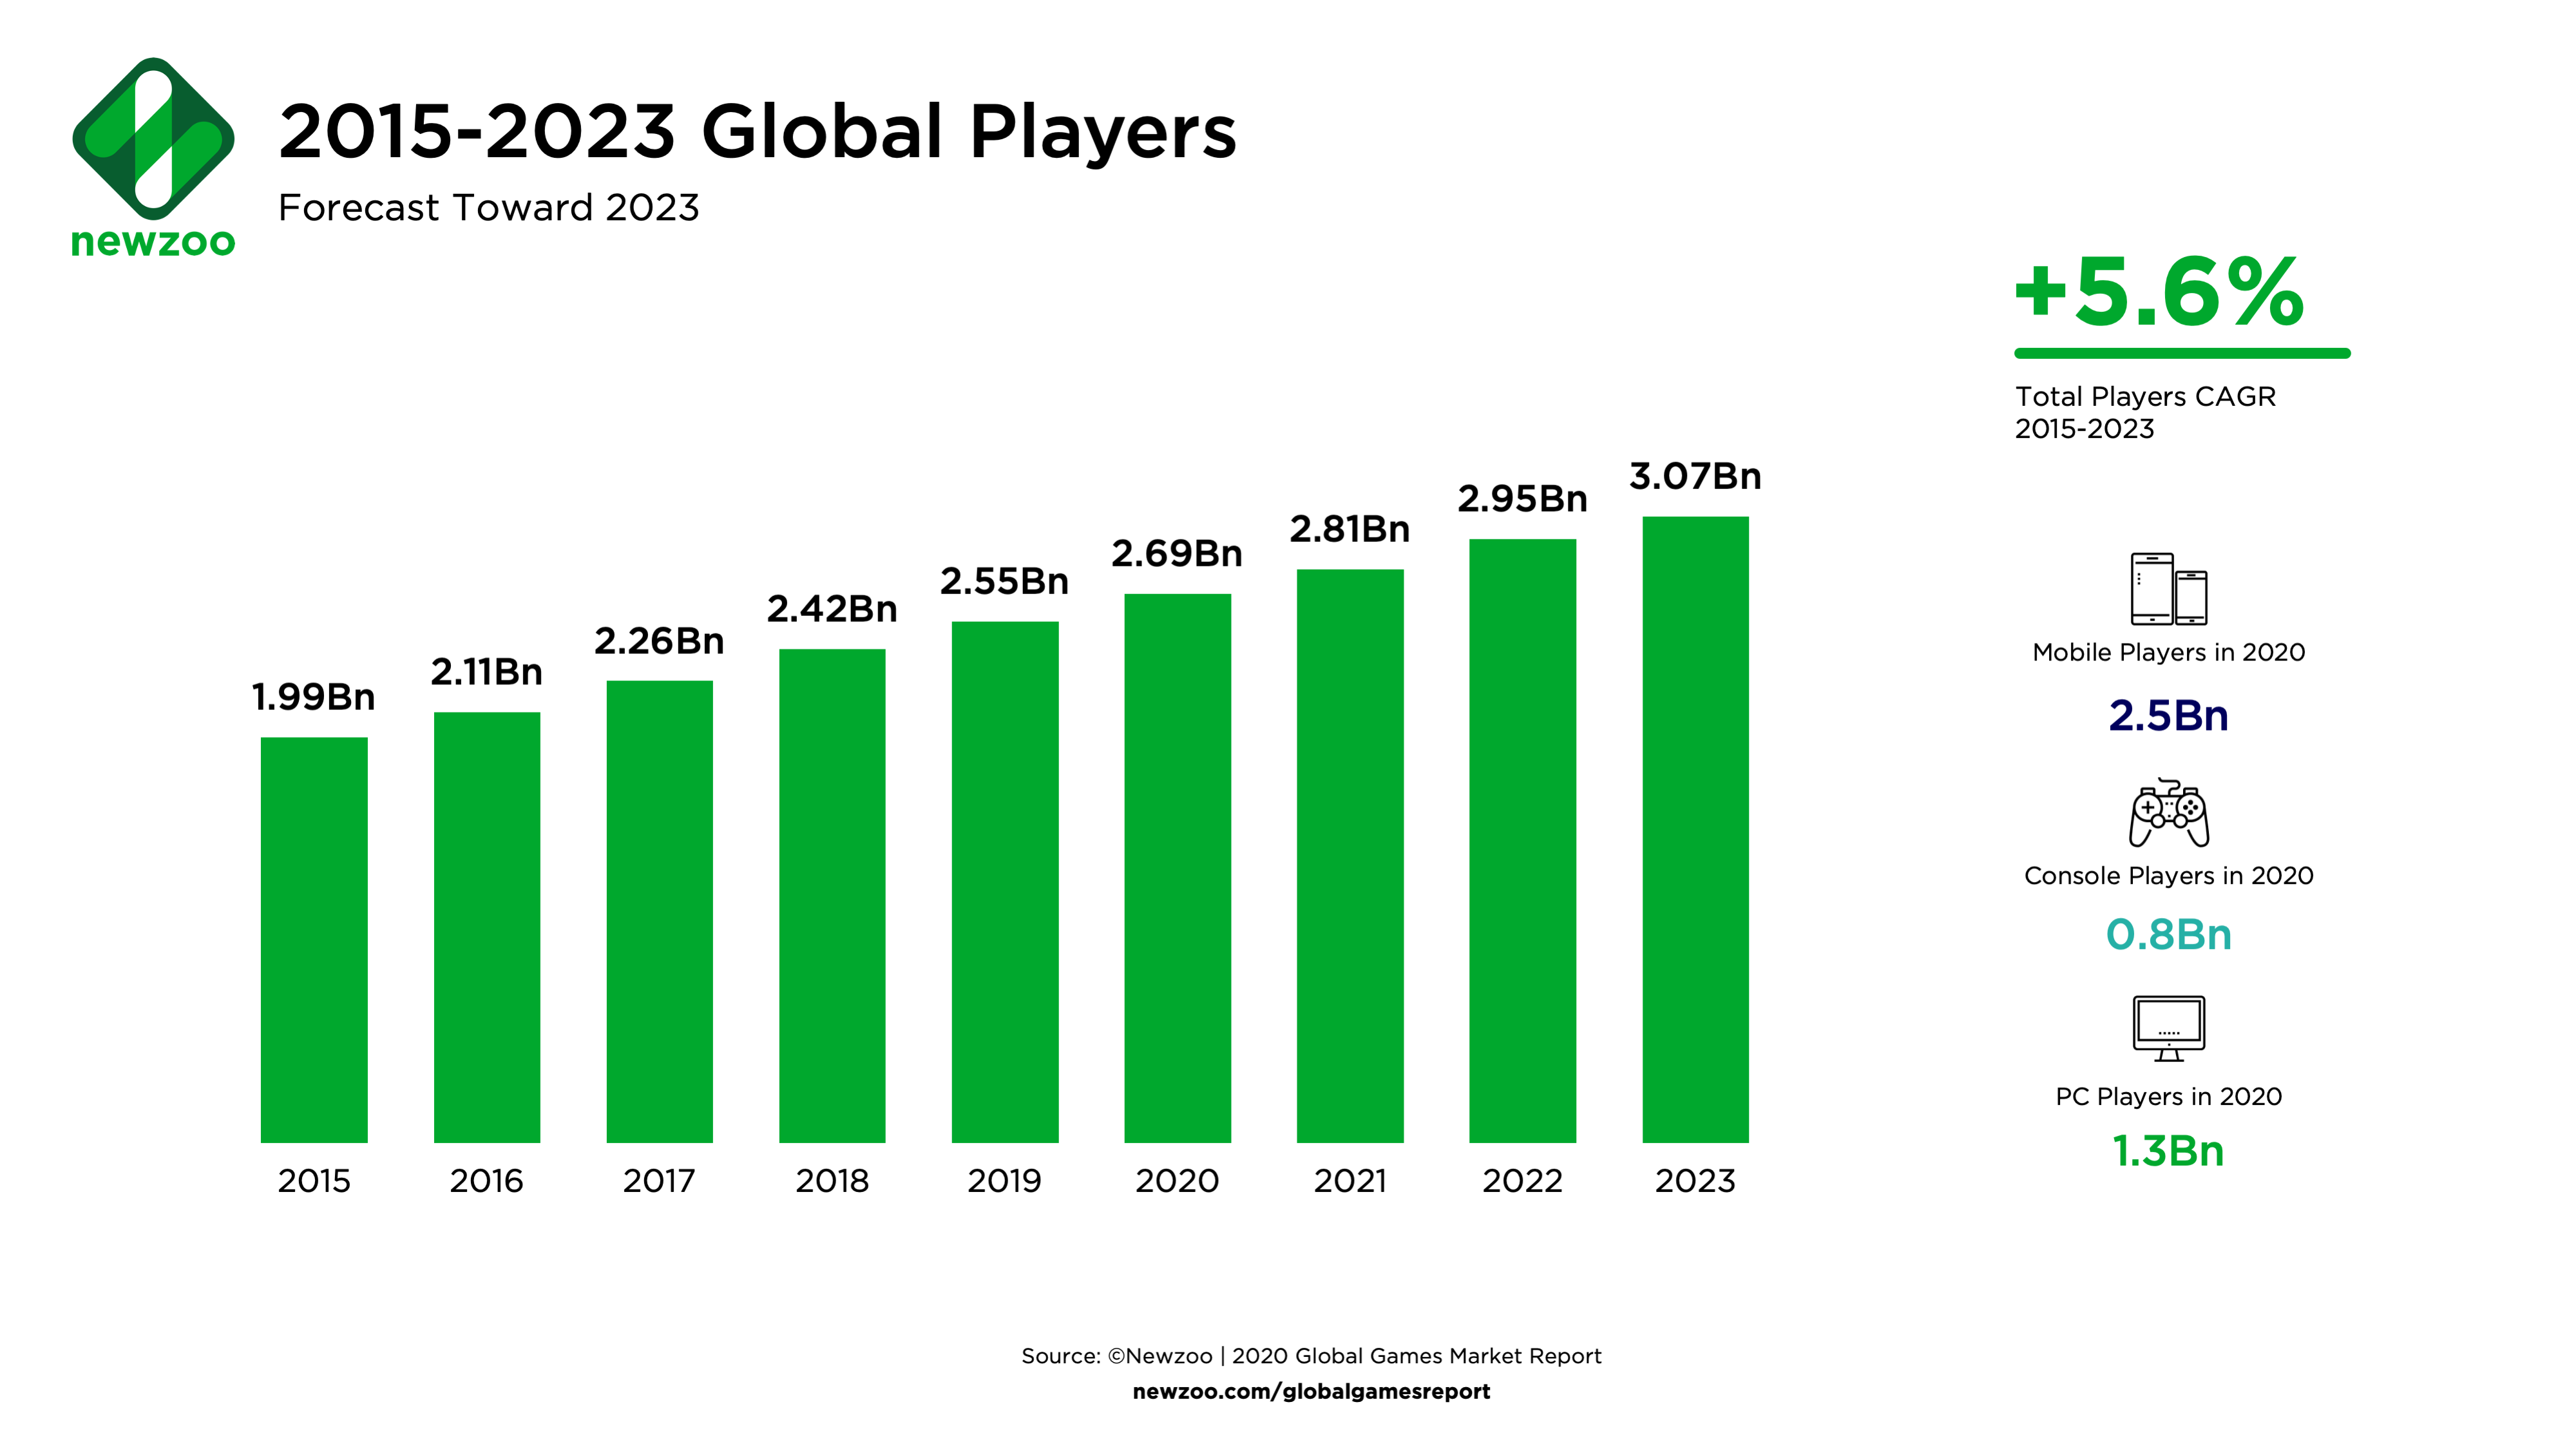 newzoo
2015-2023 Global Players
Forecast Toward 2023
+5.6%
Total Players CAGR
2015-2023
1.99Bn
2.11Bn
2.26Bn
2.42Bn
2.55Bn
2.69Bn
2.81Bn
2.95Bn
3.07Bn
2015
2016
2017
2018
2019
2020
2021
2022
2023
Mobile Players in 2020
2.5Bn
Console Players in 2020
0.8Bn
PC Players in 2020
1.3Bn
Source: ©Newzoo | 2020 Global Games Market Report
newzoo.com/globalgamesreport